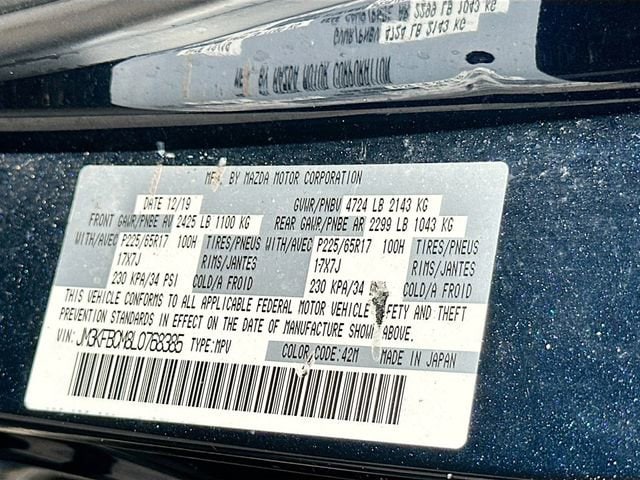 MFD. BY MAZDA MOTOR CORPORATION
DATE 12/19 GVWR/PNBV 4724 LB 2143 KG
FRONT GAWR/PNBE AV 2425 LB 1100 KG REAR GAWR/PNBE AR 2299 LB 1043 KG
WITH/AVEC P225/65R17 100H TIRES/PNEUS WITH/AVEC P225/65R17 100H TIRES/PNEUS
17X7J RIMS/JANTES 17X7J RIMS/JANTES
230 KPA/34 PSI COLD/A FROID 230 KPA/34 COLD/A FROID
THIS VEHICLE CONFORMS TO ALL APPLICABLE FEDERAL MOTOR VEHICLE AND THEFT
PREVENTION STANDARDS IN EFFECT ON THE DATE OF MANUFACTURE ABOVE.
VIN: JM3KFBCM8L0768385 TYPE:MPV COLOR CODE:42M MADE IN JAPAN